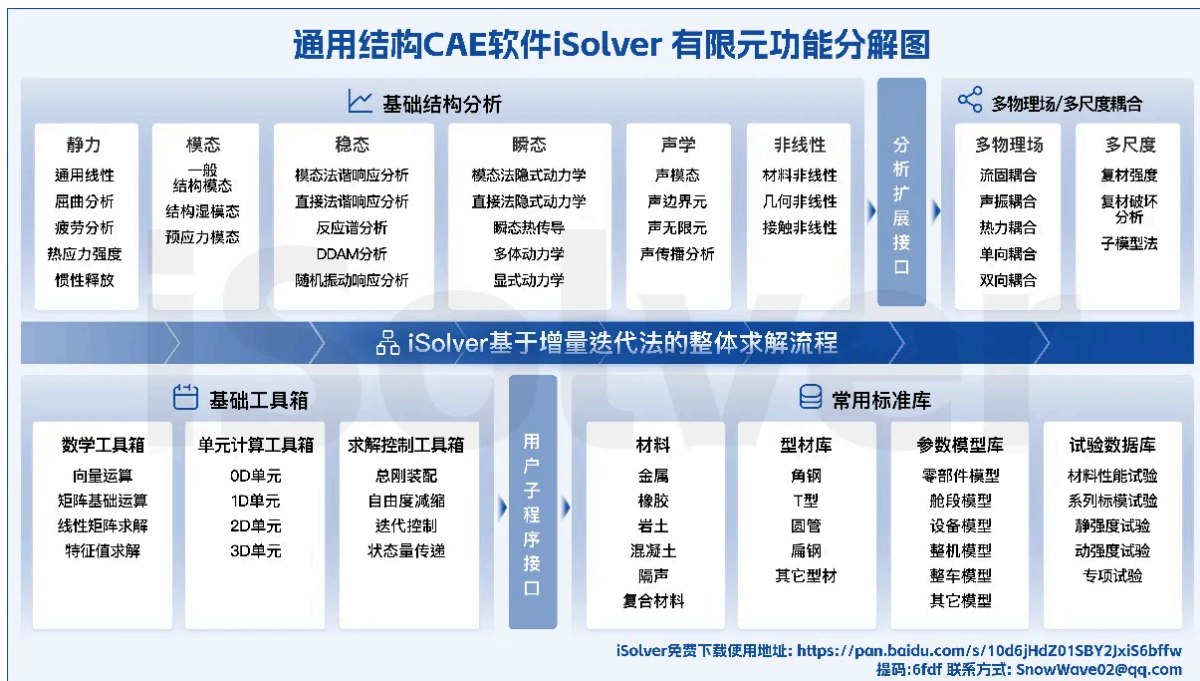 通用结构CAE软件iSolver 有限元功能分解图
基础结构分析
静力
通用线性
屈曲分析
疲劳分析
热应力强度
惯性释放
模态
一般
结构模态
结构湿模态
预应力模态
稳态
模态法谐响应分析
直接法谐响应分析
反应谱分析
DDAM分析
随机振动响应分析
瞬态
模态法隐式动力学
直接法隐式动力学
瞬态热传导
多体动力学
显式动力学
声学
声模态
声边界元
声无限元
声传播分析
非线性
材料非线性
几何非线性
接触非线性
分析扩展接口
多物理场/多尺度耦合
多物理场
流固耦合
声振耦合
热力耦合
单向耦合
双向耦合
多尺度
复材强度
复材破坏
分析
子模型法
iSolver基于增量迭代法的整体求解流程
基础工具箱
数学工具箱
向量运算
矩阵基础运算
线性矩阵求解
特征值求解
单元计算工具箱
0D单元
1D单元
2D单元
3D单元
求解控制工具箱
总刚装配
自由度减缩
迭代控制
状态量传递
用户子程序接口
常用标准库
材料
金属
橡胶
岩土
混凝土
隔声
复合材料
型材库
角钢
T型
圆管
扁钢
其它型材
参数模型库
零部件模型
舱段模型
设备模型
整机模型
整车模型
其它模型
试验数据库
材料性能试验
系列标模试验
静强度试验
动强度试验
专项试验
iSolver
iSolver免费下载使用地址: https://pan.baidu.com/s/10d6jHdZ01SBY2JxiS6bffw
提码:6fdf 联系方式: SnowWave02@qq.com